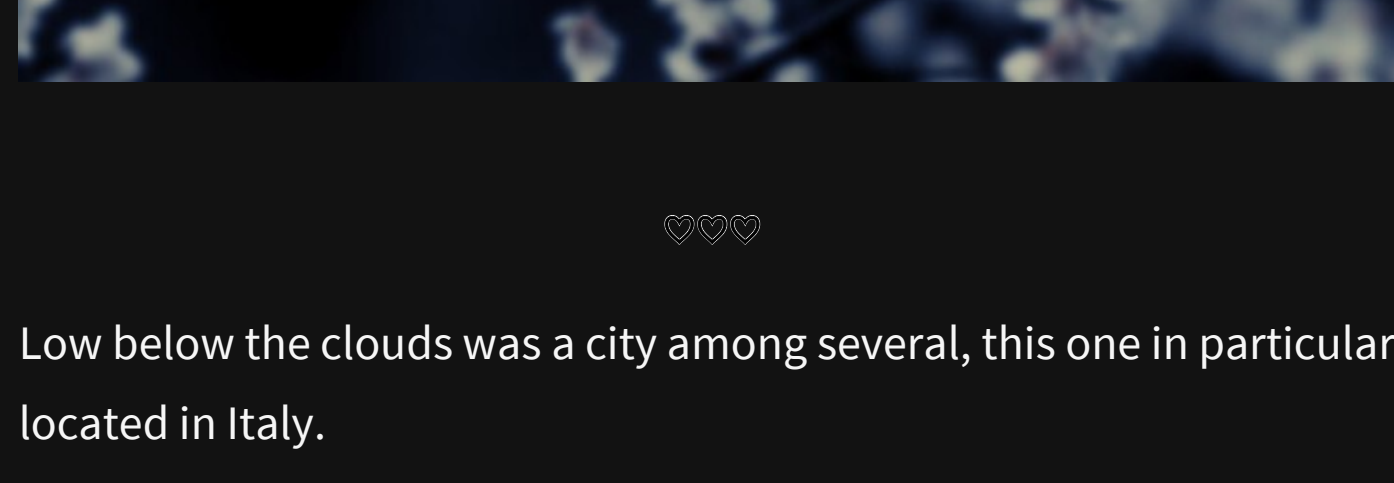 ♡♡♡
Low below the clouds was a city among several, this one in particular
located in Italy.